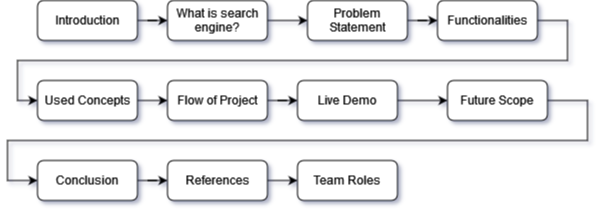 Introduction
What is search
engine?
Problem
Statement
Functionalities
Used Concepts
Flow of Project
Live Demo
Future Scope
Conclusion
References
Team Roles